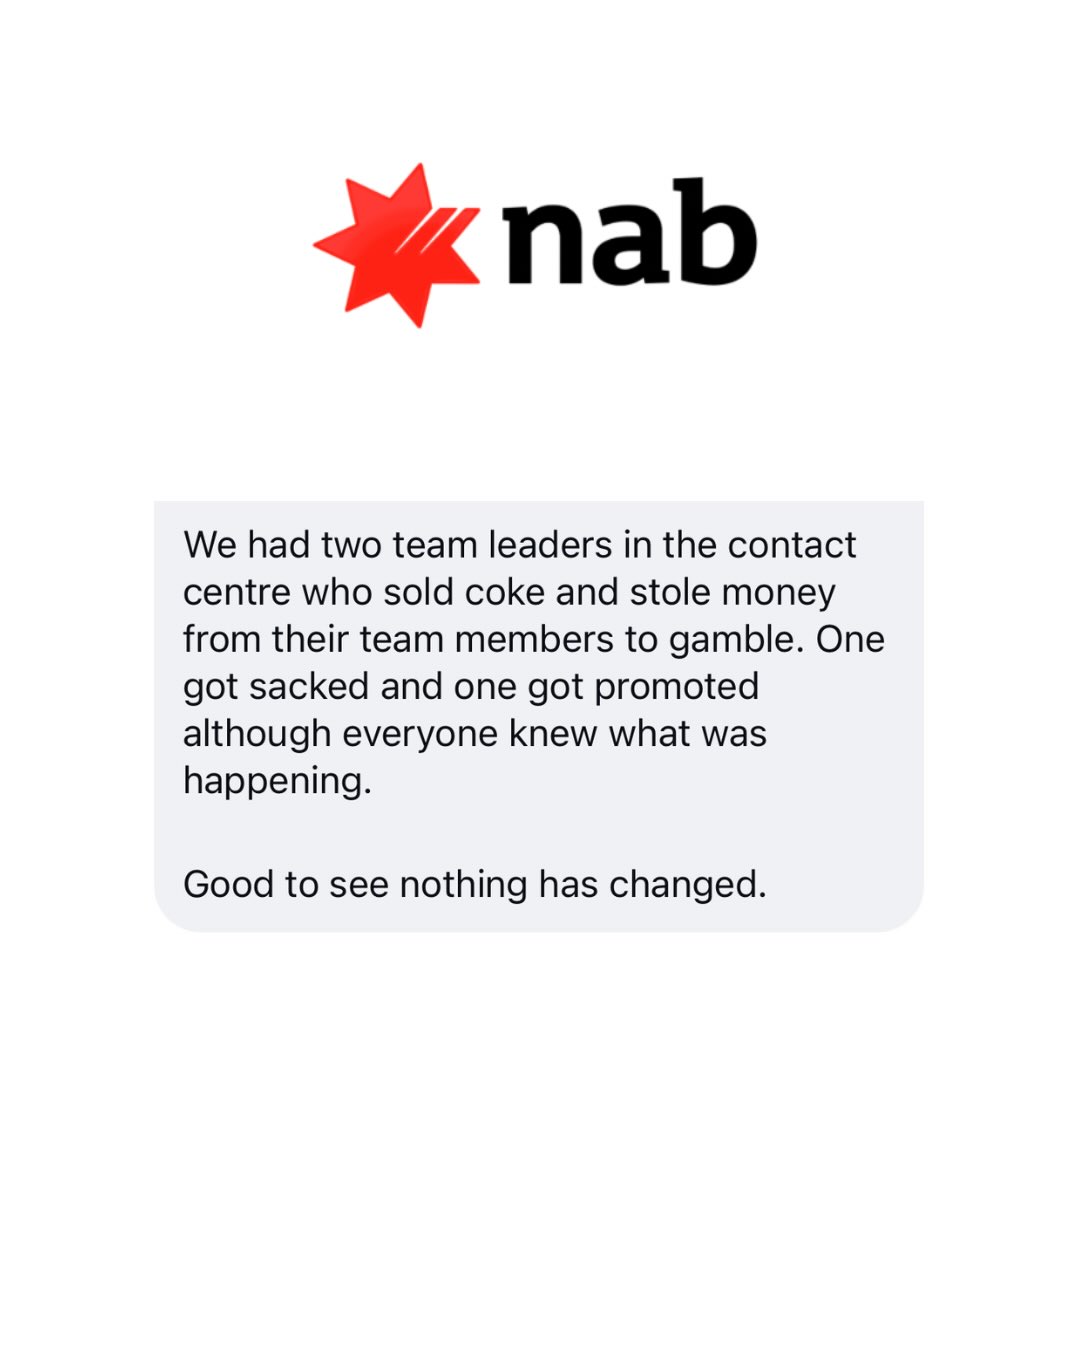 nab
We had two team leaders in the contact
centre who sold coke and stole money
from their team members to gamble. One
got sacked and one got promoted
although everyone knew what was
happening.
Good to see nothing has changed.